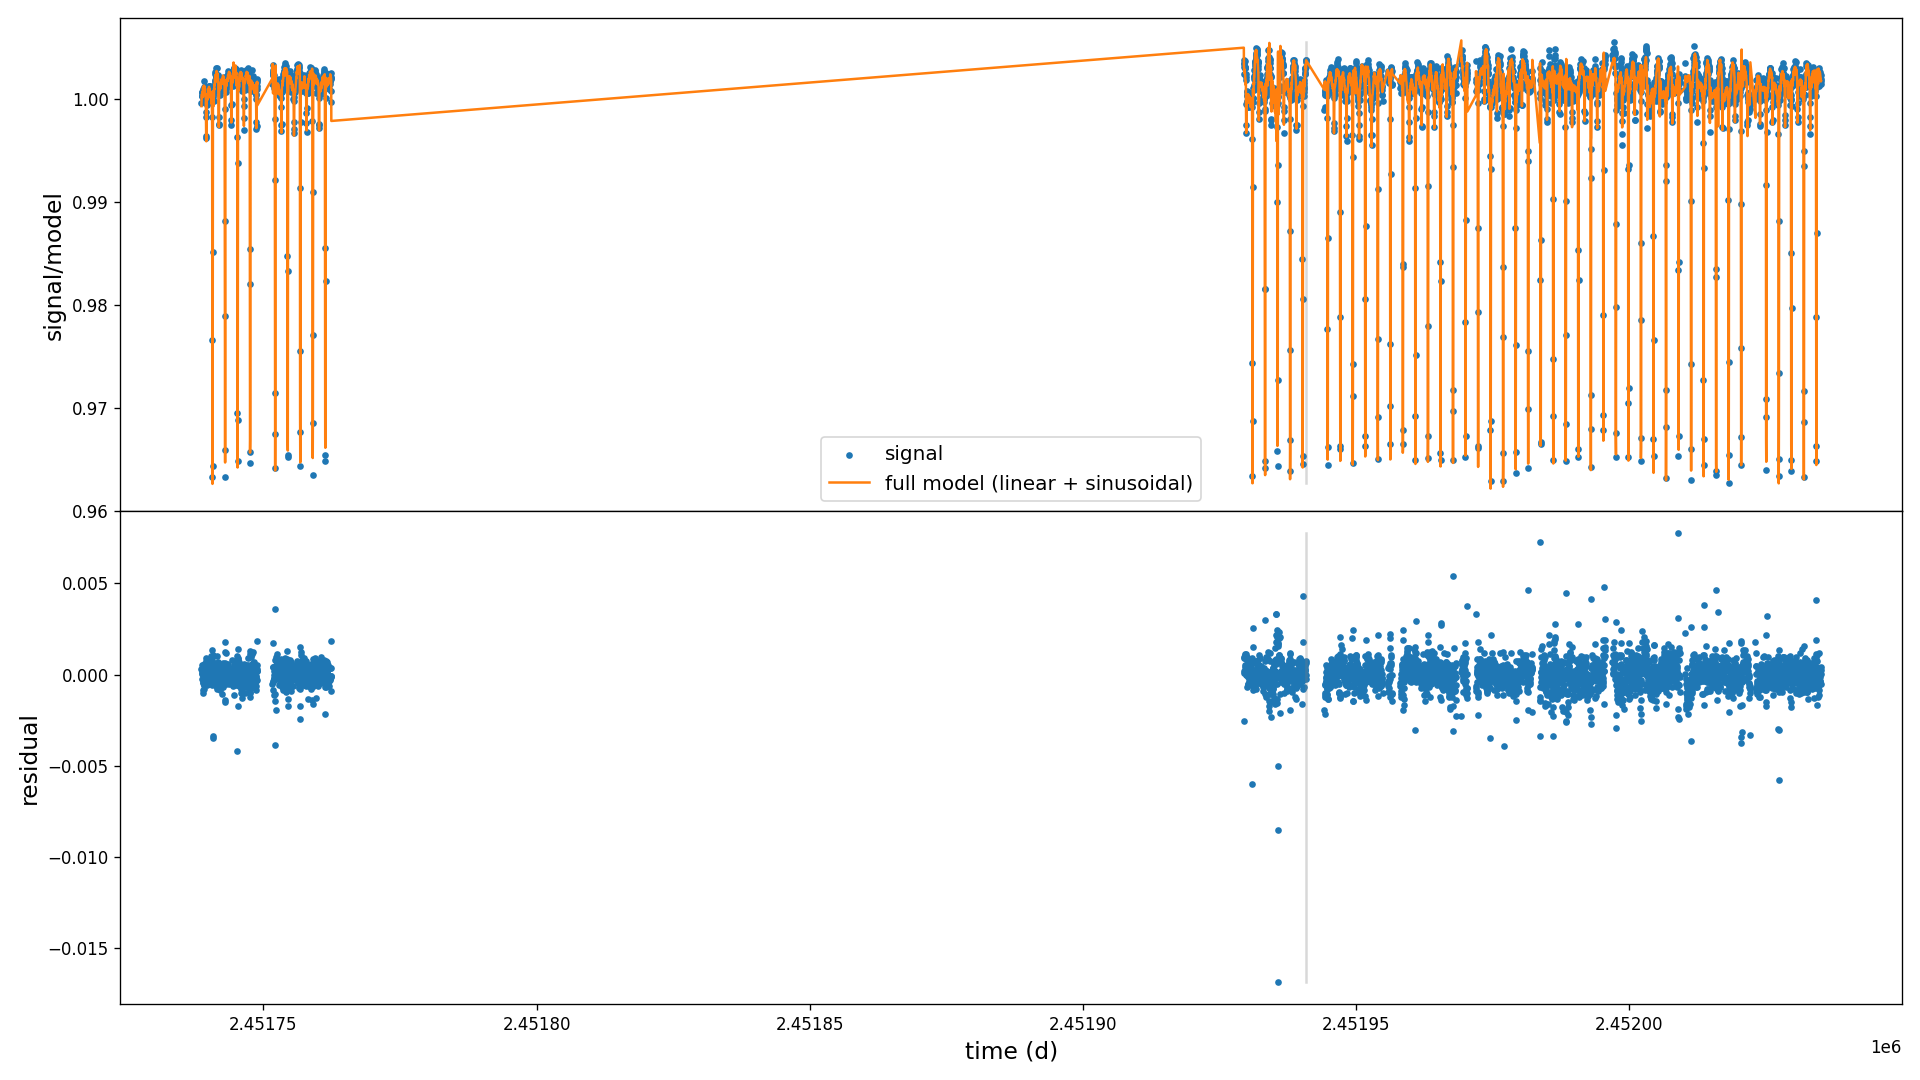 signal/model
1.00
0.99
0.98
0.97
0.96
signal
full model (linear + sinusoidal)
residual
0.005
0.000
−0.005
−0.010
−0.015
2.45175
2.45180
2.45185
2.45190
2.45195
2.45200
time (d)
1e6